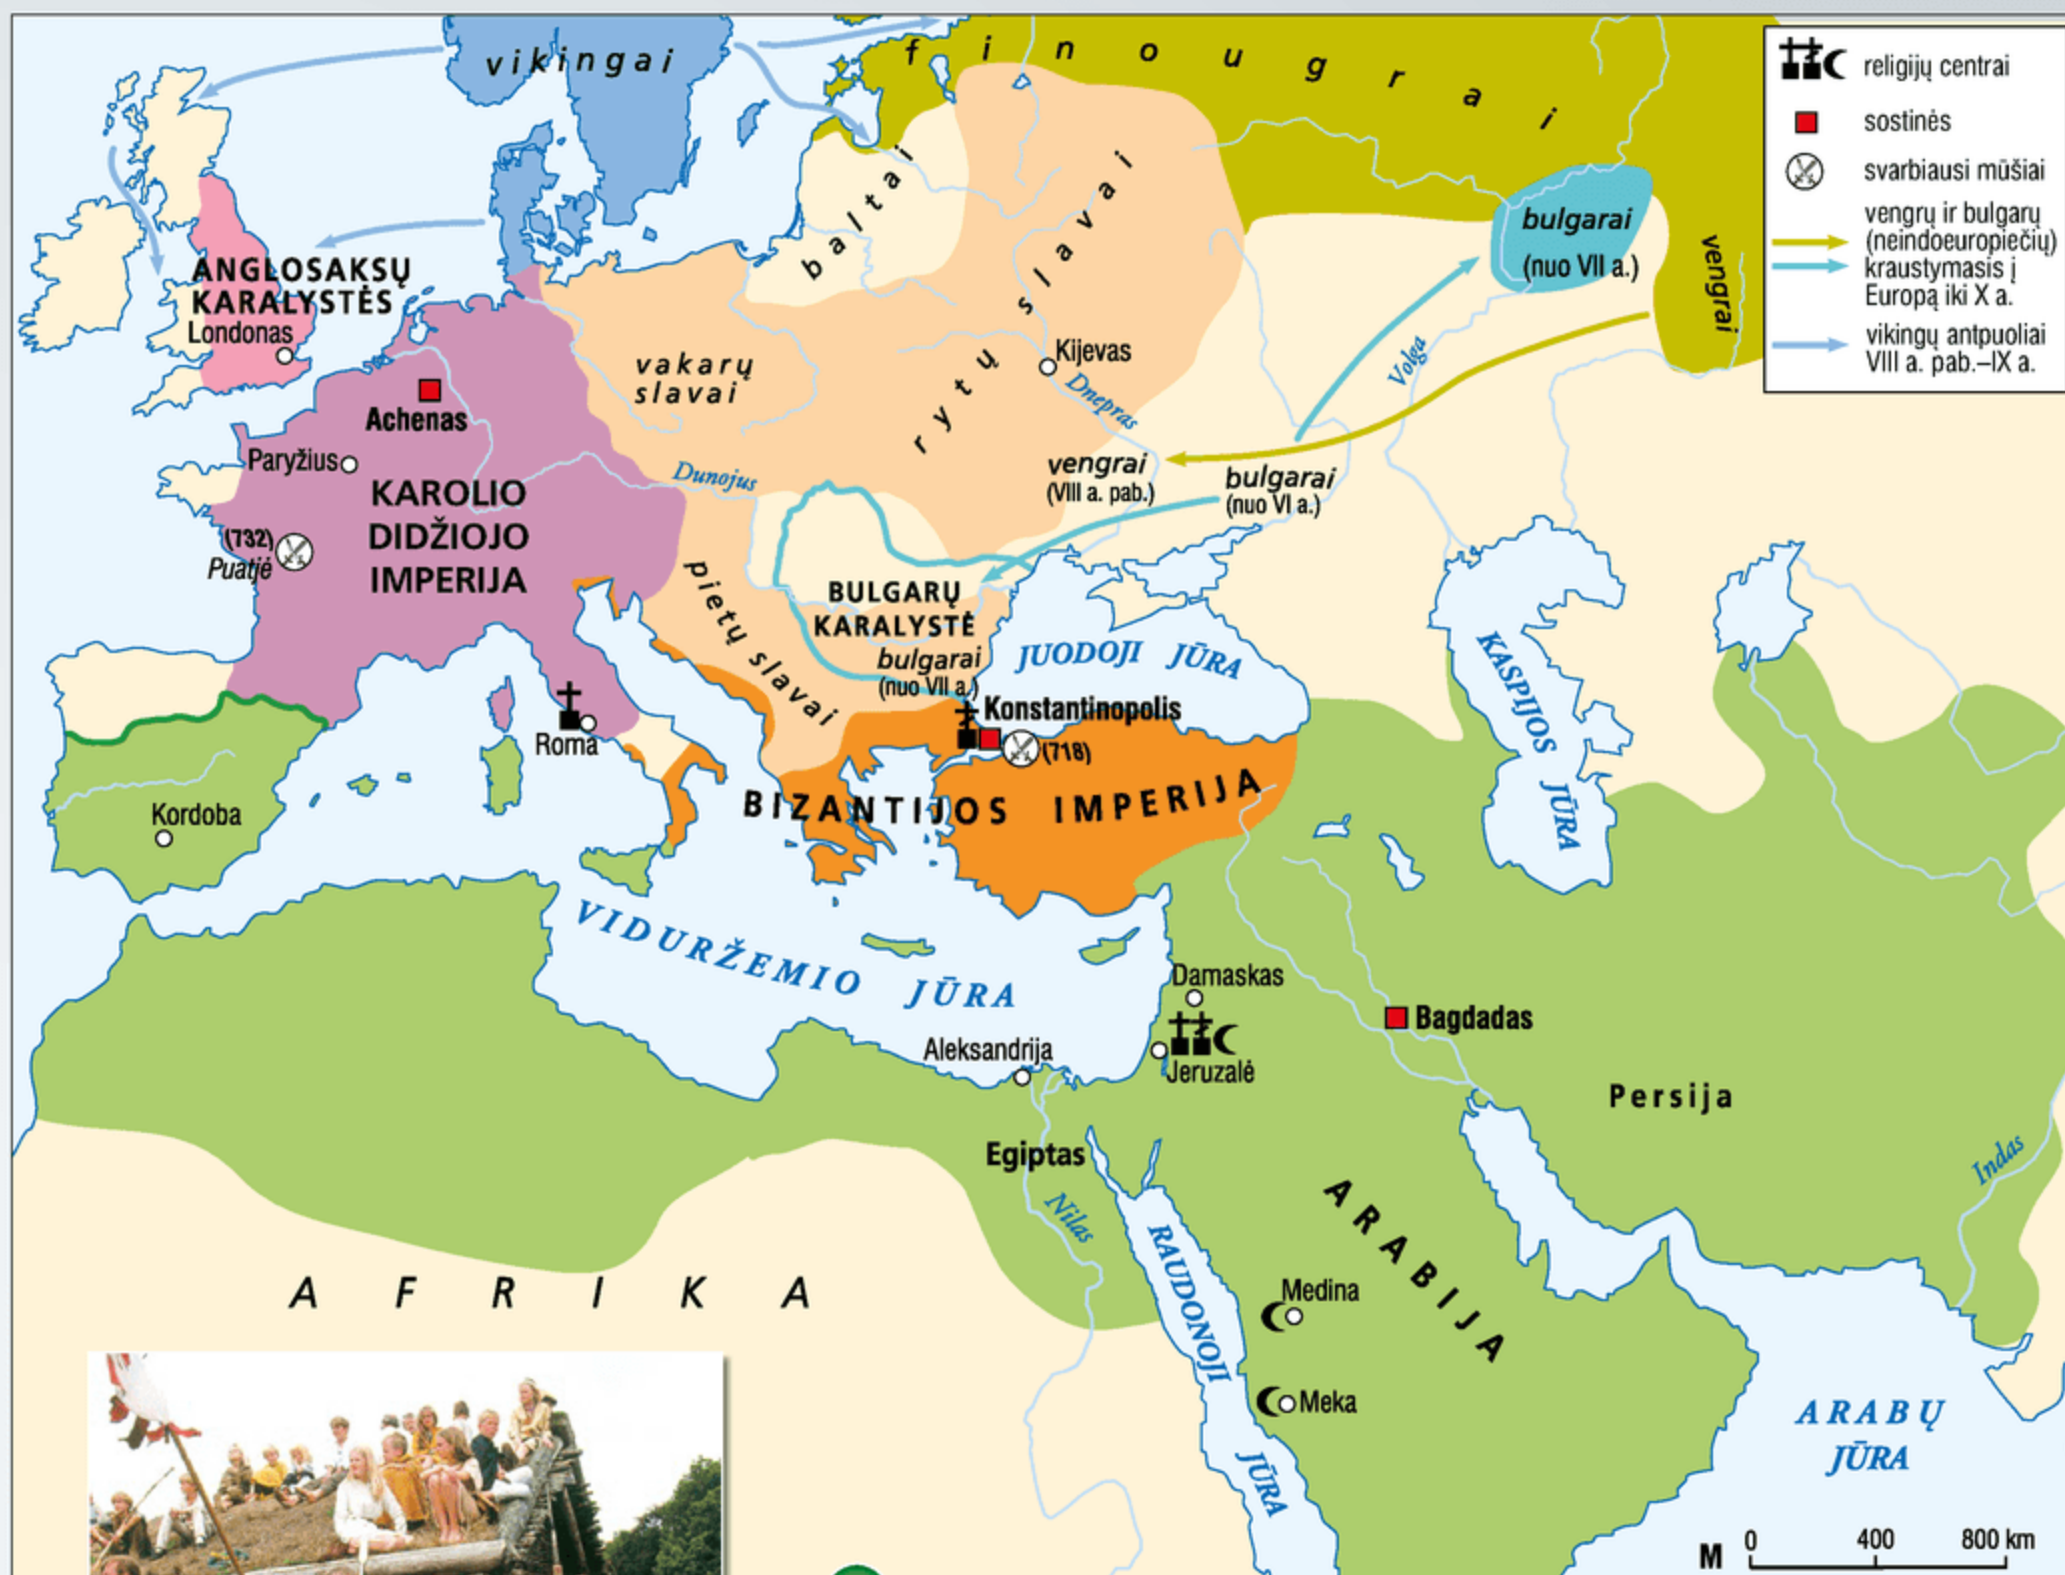 vikingai
finougrai
religijų centrai
sostinės
svarbiausi mūšiai
vengrų ir bulgarų
(neindoeuropiečių)
kraustymasis į
Europą iki X a.
vikingų antpuoliai
VIII a. pab.–IX a.
baltai
rytų slavai
bulgarai
(nuo VII a.)
vengrai
ANGLOSAKSŲ
KARALYSTĖS
Londonas
vakarų
slavai
Kijevas
Dnepras
Volga
Achenas
Paryžius
Dunojus
vengrai
(VIII a. pab.)
bulgarai
(nuo VI a.)
KAROLIO
DIDŽIOJO
IMPERIJA
(732)
Puatjė
pietų slavai
BULGARŲ
KARALYSTĖ
bulgarai
(nuo VII a.)
JUODOJI JŪRA
KASPIJOS JŪRA
Roma
Konstantinopolis
(718)
BIZANTIJOS IMPERIJA
Kordoba
VIDURŽEMIO JŪRA
Damaskas
Bagdadas
Aleksandrija
Jeruzalė
Persija
Egiptas
Nilas
Indas
ARABIJA
RAUDONOJI JŪRA
AFRIKA
Medina
Meka
ARABŲ
JŪRA
M 0 400 800 km